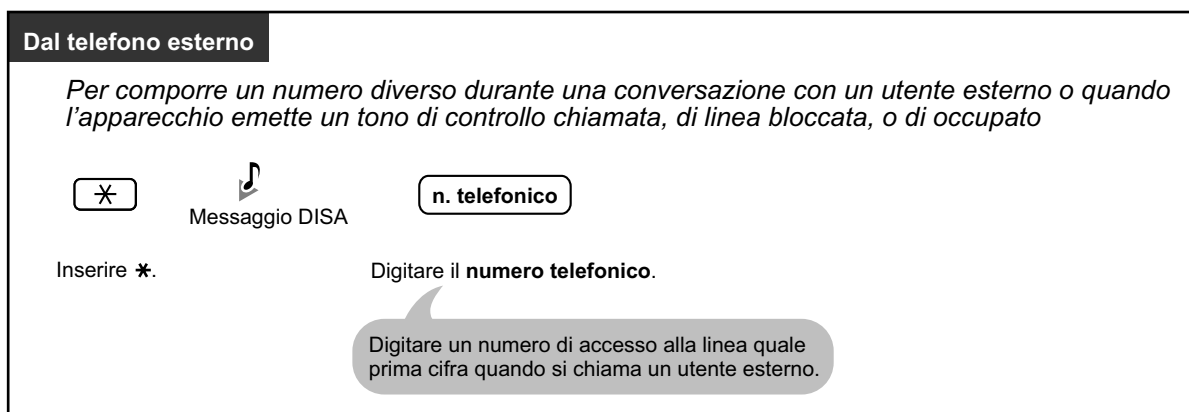 Dal telefono esterno
Per comporre un numero diverso durante una conversazione con un utente esterno o quando
l'apparecchio emette un tono di controllo chiamata, di linea bloccata, o di occupato
n. telefonico
Messaggio DISA
Inserire *.
Digitare il numero telefonico.
Digitare un numero di accesso alla linea quale
prima cifra quando si chiama un utente esterno.